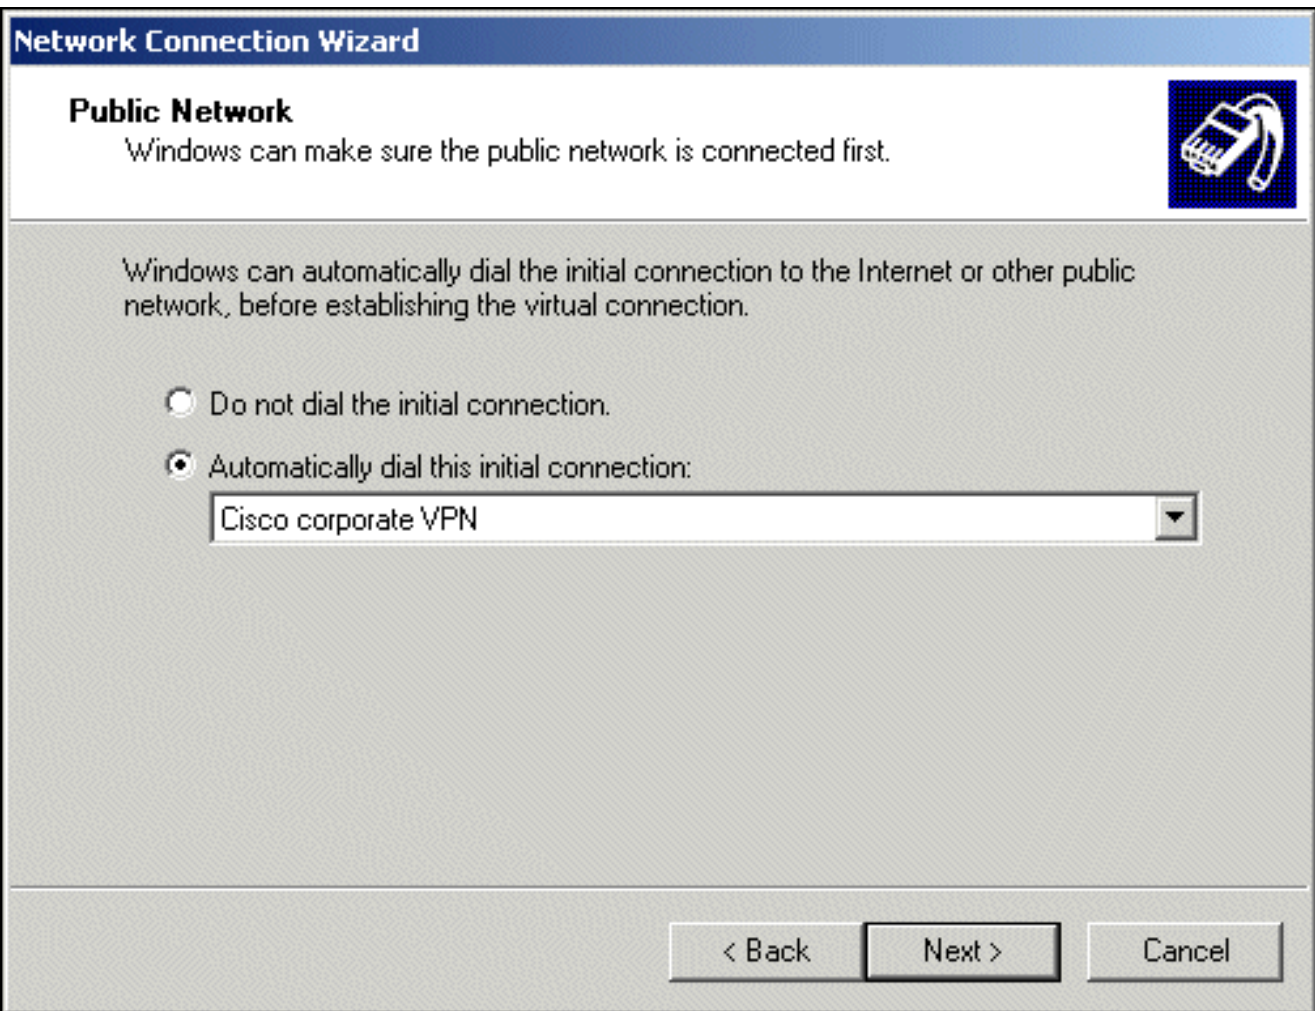 Network Connection Wizard
Public Network
Windows can make sure the public network is connected first.
Windows can automatically dial the initial connection to the Internet or other public
network, before establishing the virtual connection.
Do not dial the initial connection.
Automatically dial this initial connection:
Cisco corporate VPN
< Back Next > Cancel